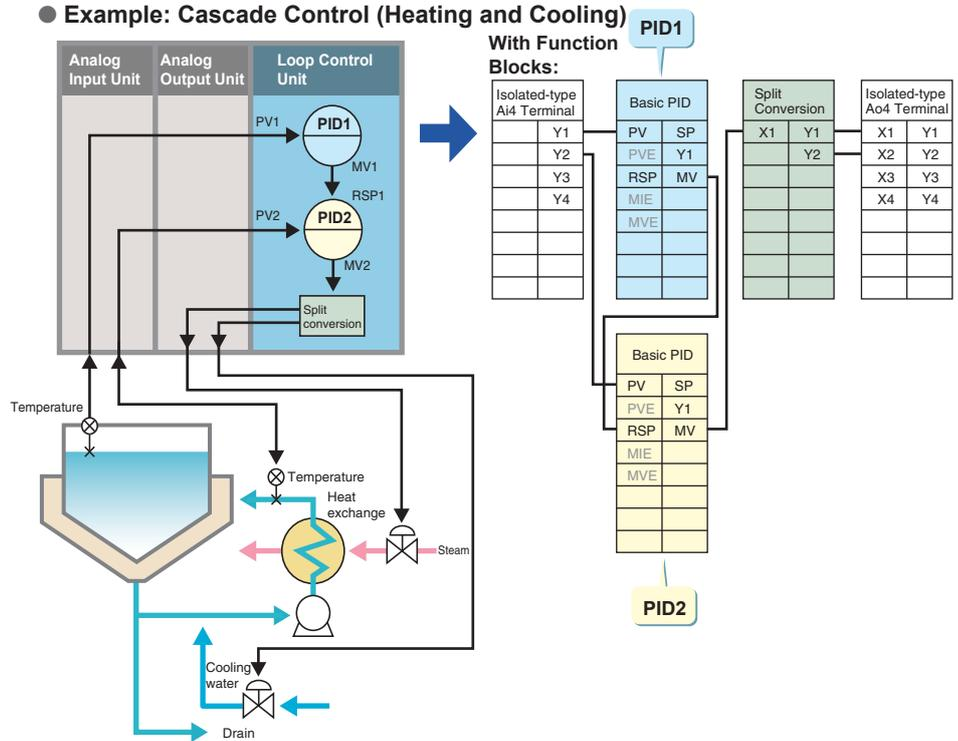 ● Example: Cascade Control (Heating and Cooling)
Analog
Input Unit
Analog
Output Unit
Loop Control
Unit
PV1
PID1
MV1
RSP1
PV2
PID2
MV2
Split
conversion
Temperature
Temperature
Heat
exchange
Steam
Cooling
water
Drain
With Function
Blocks:
PID1
Isolated-type
Ai4 Terminal
Y1
Y2
Y3
Y4
Basic PID
PV SP
PVE Y1
RSP MV
MIE
MVE
Split
Conversion
X1 Y1
Y2
Isolated-type
Ao4 Terminal
X1 Y1
X2 Y2
X3 Y3
X4 Y4
Basic PID
PV SP
PVE Y1
RSP MV
MIE
MVE
PID2